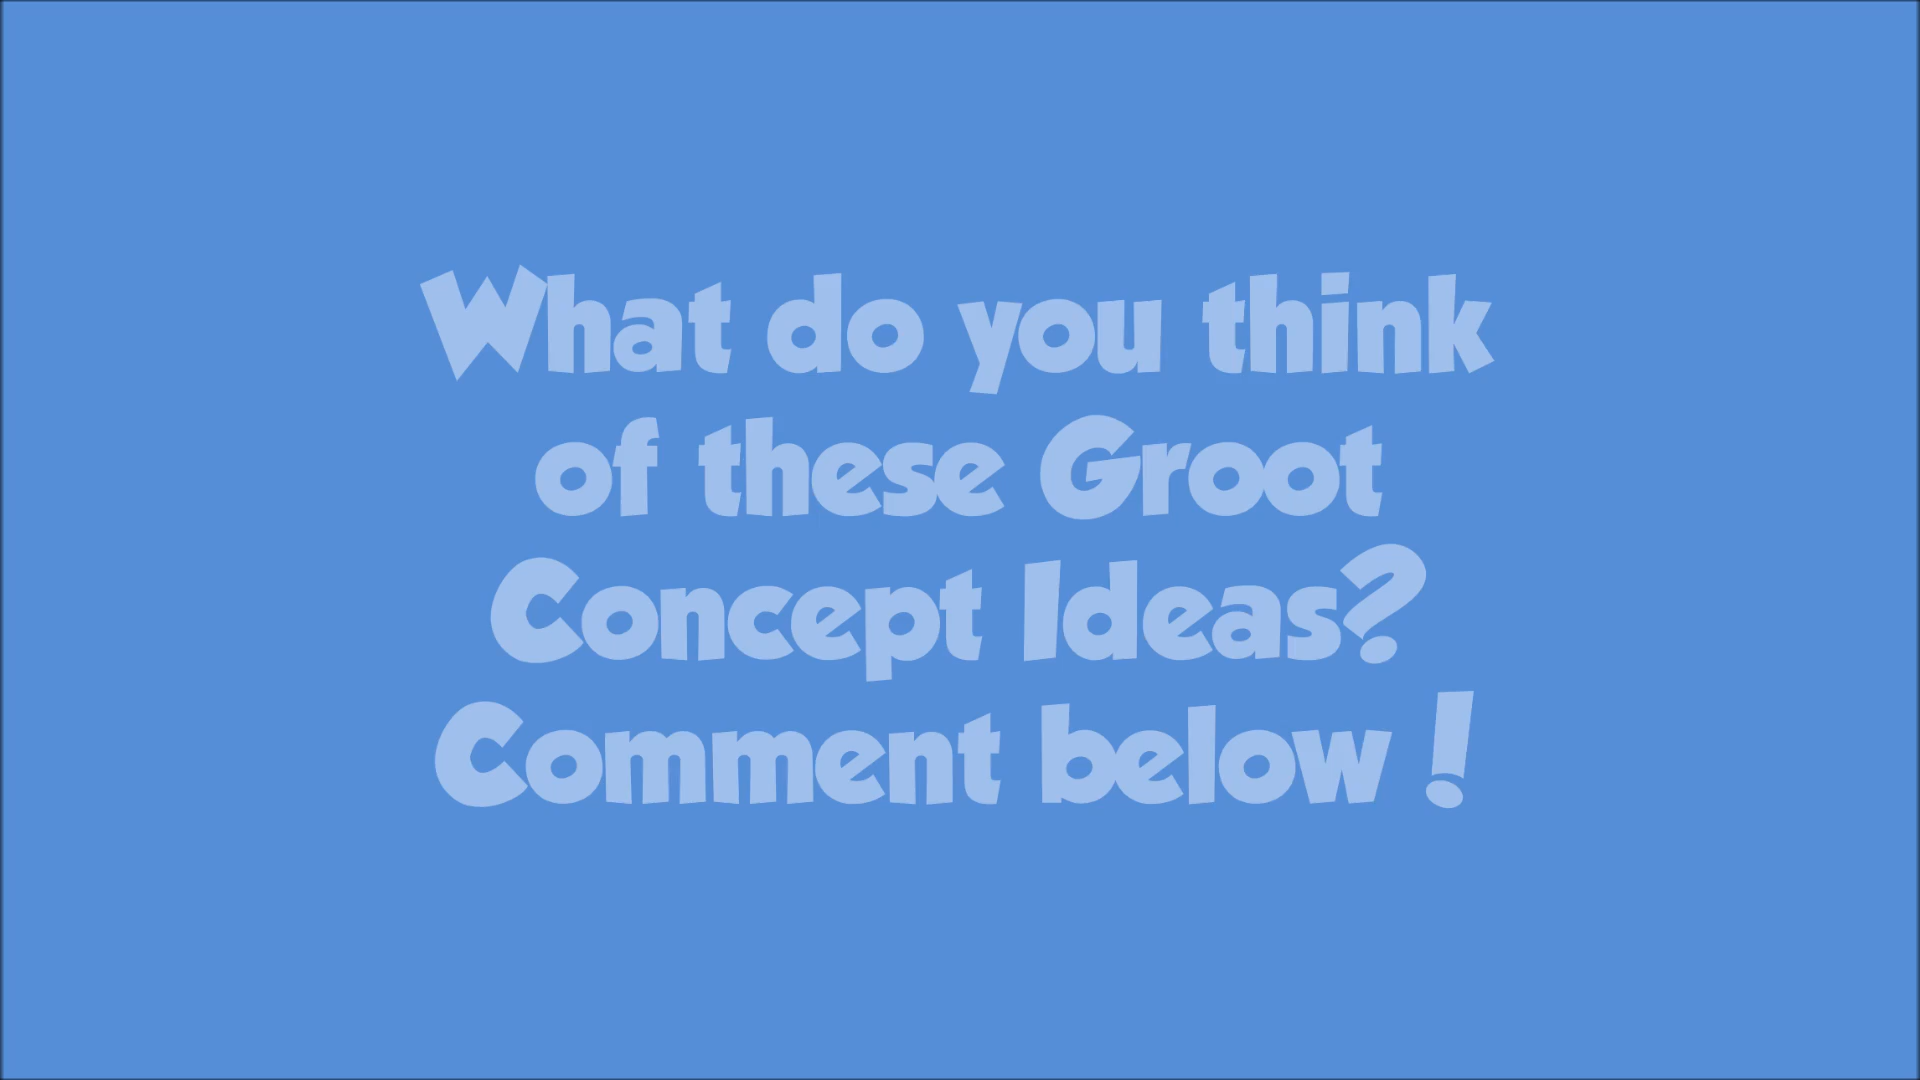 What do you think
of these Groot
Concept Ideas?
Comment below!